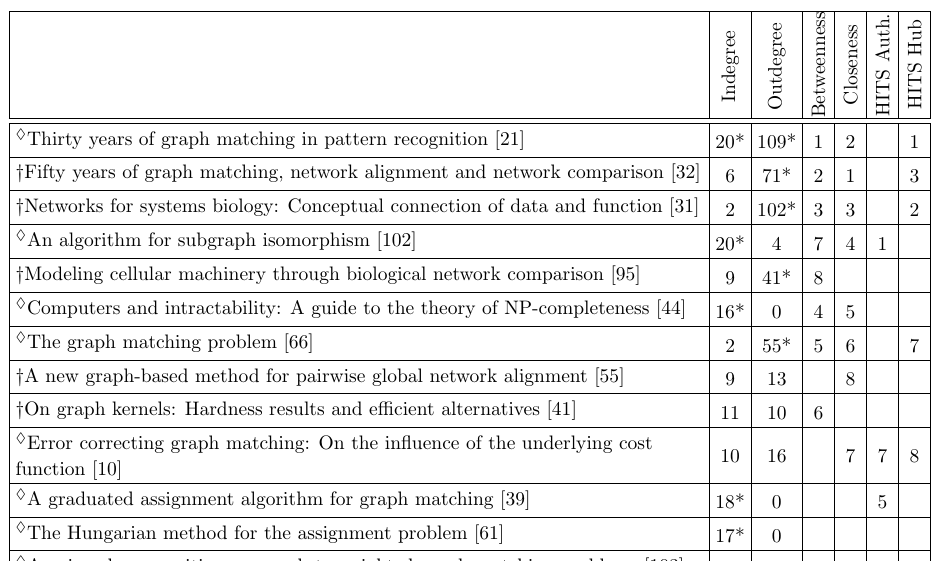 Indegree Outdegree Betweenness Closeness HITS Auth. HITS Hub
◊Thirty years of graph matching in pattern recognition [21] 20* 109* 1 2 1
†Fifty years of graph matching, network alignment and network comparison [32] 6 71* 2 1 3
†Networks for systems biology: Conceptual connection of data and function [31] 2 102* 3 3 2
◊An algorithm for subgraph isomorphism [102] 20* 4 7 4 1
†Modeling cellular machinery through biological network comparison [95] 9 41* 8
◊Computers and intractability: A guide to the theory of NP-completeness [44] 16* 0 4 5
◊The graph matching problem [66] 2 55* 5 6 7
†A new graph-based method for pairwise global network alignment [55] 9 13 8
†On graph kernels: Hardness results and efficient alternatives [41] 11 10 6
◊Error correcting graph matching: On the influence of the underlying cost
function [10] 10 16 7 7 8
◊A graduated assignment algorithm for graph matching [39] 18* 0 5
◊The Hungarian method for the assignment problem [61] 17* 0